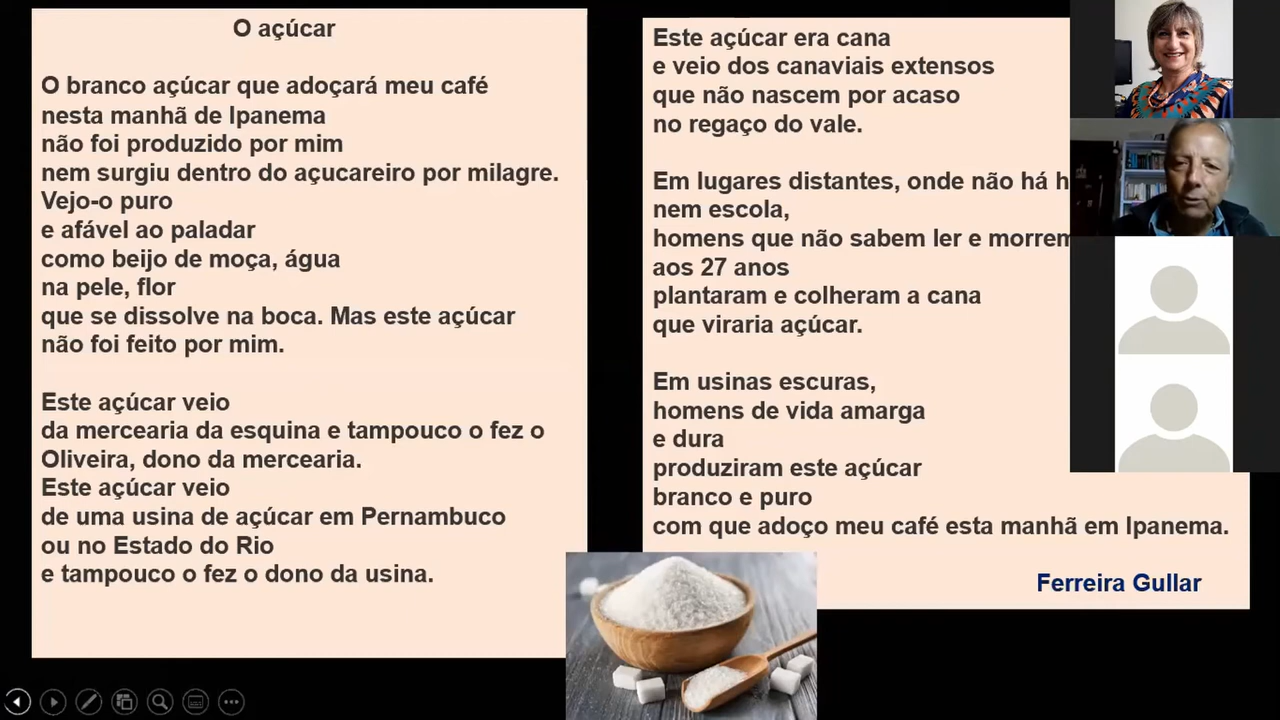 O açúcar
O branco açúcar que adoçará meu café
nesta manhã de Ipanema
não foi produzido por mim
nem surgiu dentro do açucareiro por milagre.
Vejo-o puro
e afável ao paladar
como beijo de moça, água
na pele, flor
que se dissolve na boca. Mas este açúcar
não foi feito por mim.
Este açúcar veio
da mercearia da esquina e tampouco o fez o
Oliveira, dono da mercearia.
Este açúcar veio
de uma usina de açúcar em Pernambuco
ou no Estado do Rio
e tampouco o fez o dono da usina.
Este açúcar era cana
e veio dos canaviais extensos
que não nascem por acaso
no regaço do vale.
Em lugares distantes, onde não há
nem escola,
homens que não sabem ler e morrem
aos 27 anos
plantaram e colheram a cana
que viraria açúcar.
Em usinas escuras,
homens de vida amarga
e dura
produziram este açúcar
branco e puro
com que adoço meu café esta manhã em Ipanema.
Ferreira Gullar